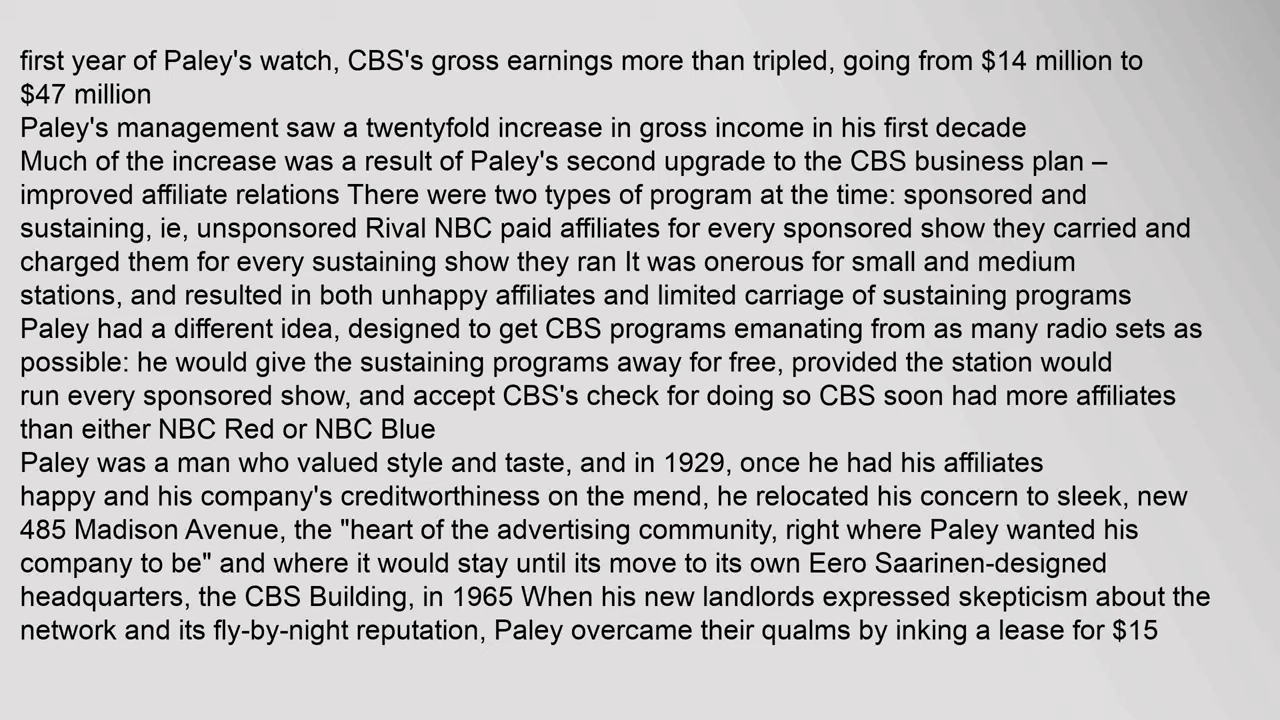 first year of Paley's watch, CBS's gross earnings more than tripled, going from $14 million to
$47 million
Paley's management saw a twentyfold increase in gross income in his first decade
Much of the increase was a result of Paley's second upgrade to the CBS business plan –
improved affiliate relations There were two types of program at the time: sponsored and
sustaining, ie, unsponsored Rival NBC paid affiliates for every sponsored show they carried and
charged them for every sustaining show they ran It was onerous for small and medium
stations, and resulted in both unhappy affiliates and limited carriage of sustaining programs
Paley had a different idea, designed to get CBS programs emanating from as many radio sets as
possible: he would give the sustaining programs away for free, provided the station would
run every sponsored show, and accept CBS's check for doing so CBS soon had more affiliates
than either NBC Red or NBC Blue
Paley was a man who valued style and taste, and in 1929, once he had his affiliates
happy and his company's creditworthiness on the mend, he relocated his concern to sleek, new
485 Madison Avenue, the "heart of the advertising community, right where Paley wanted his
company to be" and where it would stay until its move to its own Eero Saarinen-designed
headquarters, the CBS Building, in 1965 When his new landlords expressed skepticism about the
network and its fly-by-night reputation, Paley overcame their qualms by inking a lease for $15